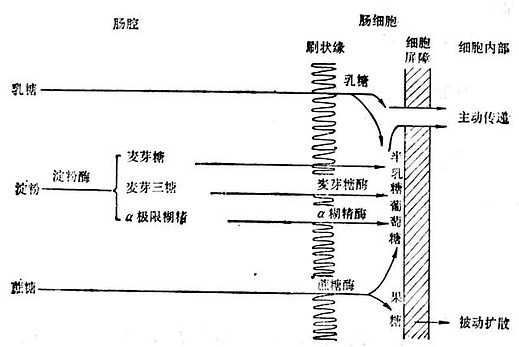 肠腔
肠细胞
刷状缘
细胞
屏障
细胞内部
乳糖
乳糖
主动传递
淀粉
淀粉酶
麦芽糖
麦芽三糖
α极限糊精
麦芽糖酶
α糊精酶
半乳糖葡萄糖
蔗糖
蔗糖酶
果糖
被动扩散